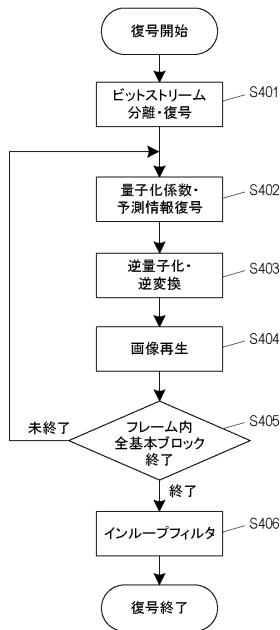 復号開始
ビットストリーム
分離・復号
S401
量子化係数・
予測情報復号
S402
逆量子化・
逆変換
S403
画像再生
S404
フレーム内
全基本ブロック
終了
S405
未終了
終了
インループフィルタ
S406
復号終了